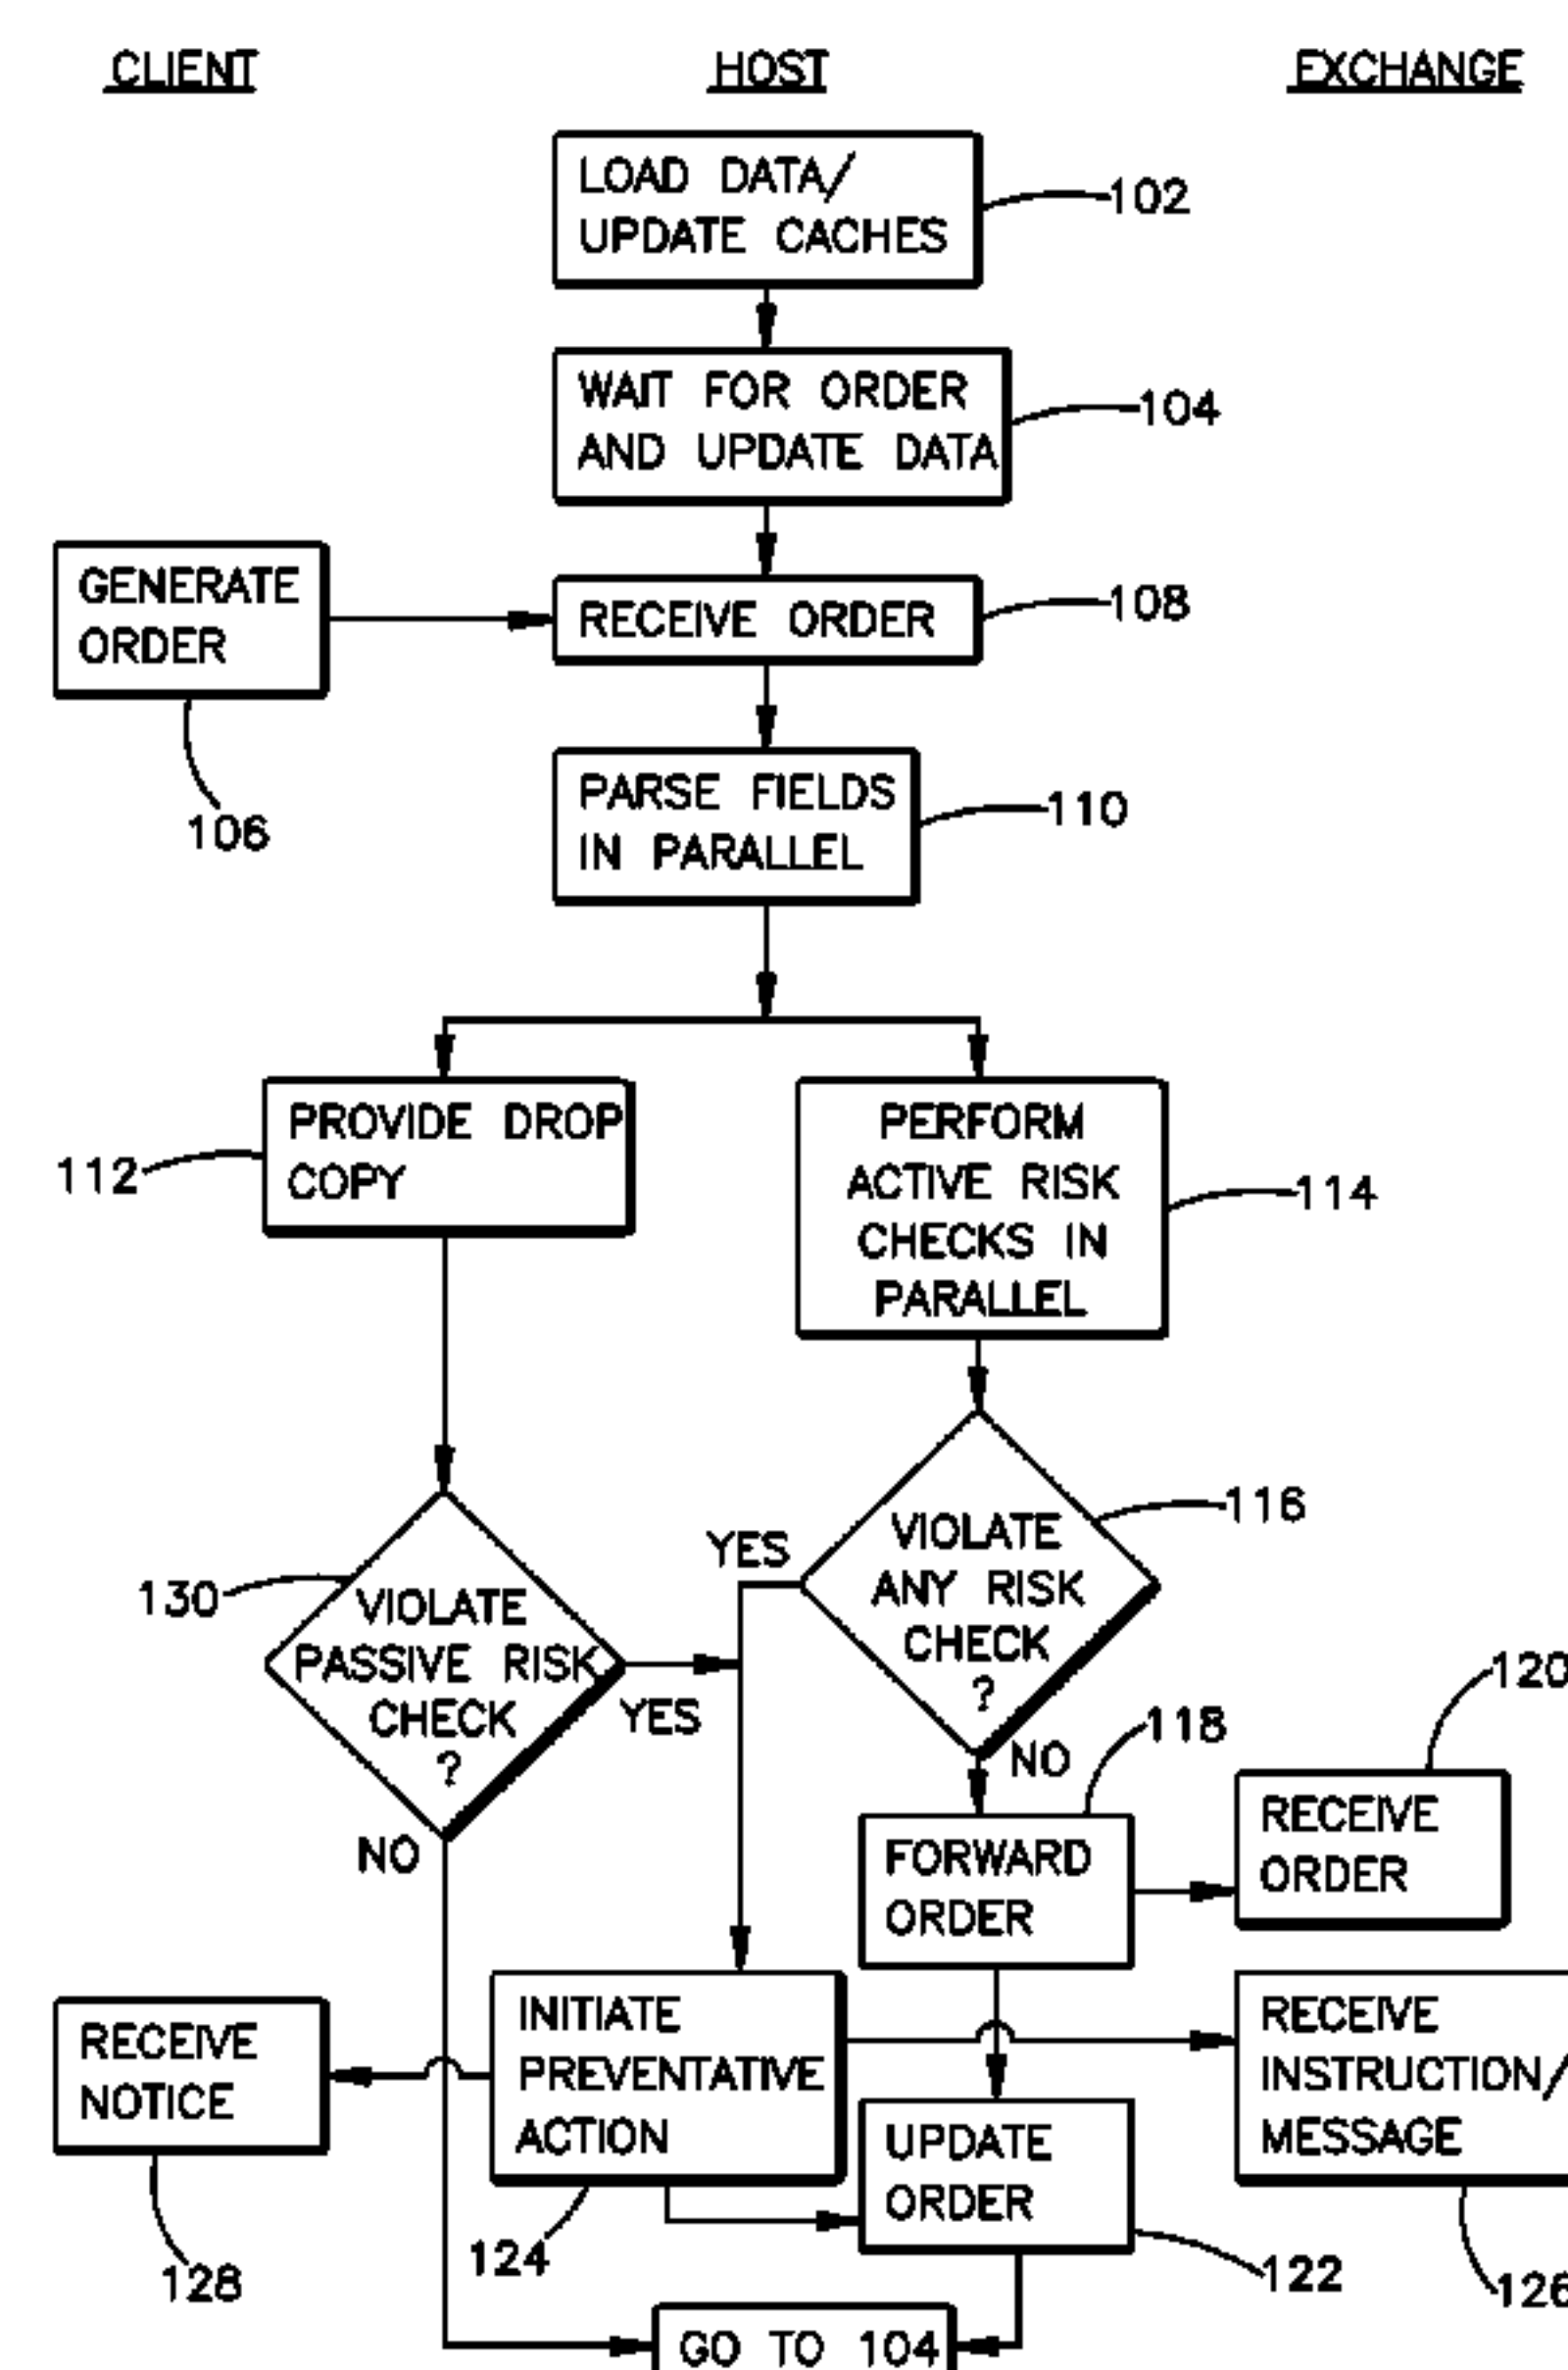 CLIENT
HOST
EXCHANGE
LOAD DATA/
UPDATE CACHES
102
WAIT FOR ORDER
AND UPDATE DATA
104
GENERATE
ORDER
106
RECEIVE ORDER
108
PARSE FIELDS
IN PARALLEL
110
PROVIDE DROP
COPY
112
PERFORM
ACTIVE RISK
CHECKS IN
PARALLEL
114
VIOLATE
ANY RISK
CHECK
?
116
YES
NO
VIOLATE
PASSIVE RISK
CHECK
?
130
YES
NO
118
FORWARD
ORDER
120
RECEIVE
ORDER
RECEIVE
NOTICE
128
INITIATE
PREVENTATIVE
ACTION
124
UPDATE
ORDER
122
RECEIVE
INSTRUCTION/
MESSAGE
126
GO TO 104